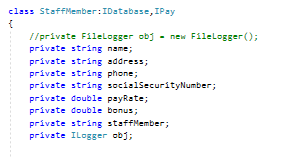 class StaffMember:IDatabase,IPay
{
//private FileLogger obj = new FileLogger();
private string name;
private string address;
private string phone;
private string socialSecurityNumber;
private double payRate;
private double bonus;
private string staffMember;
private ILogger obj;